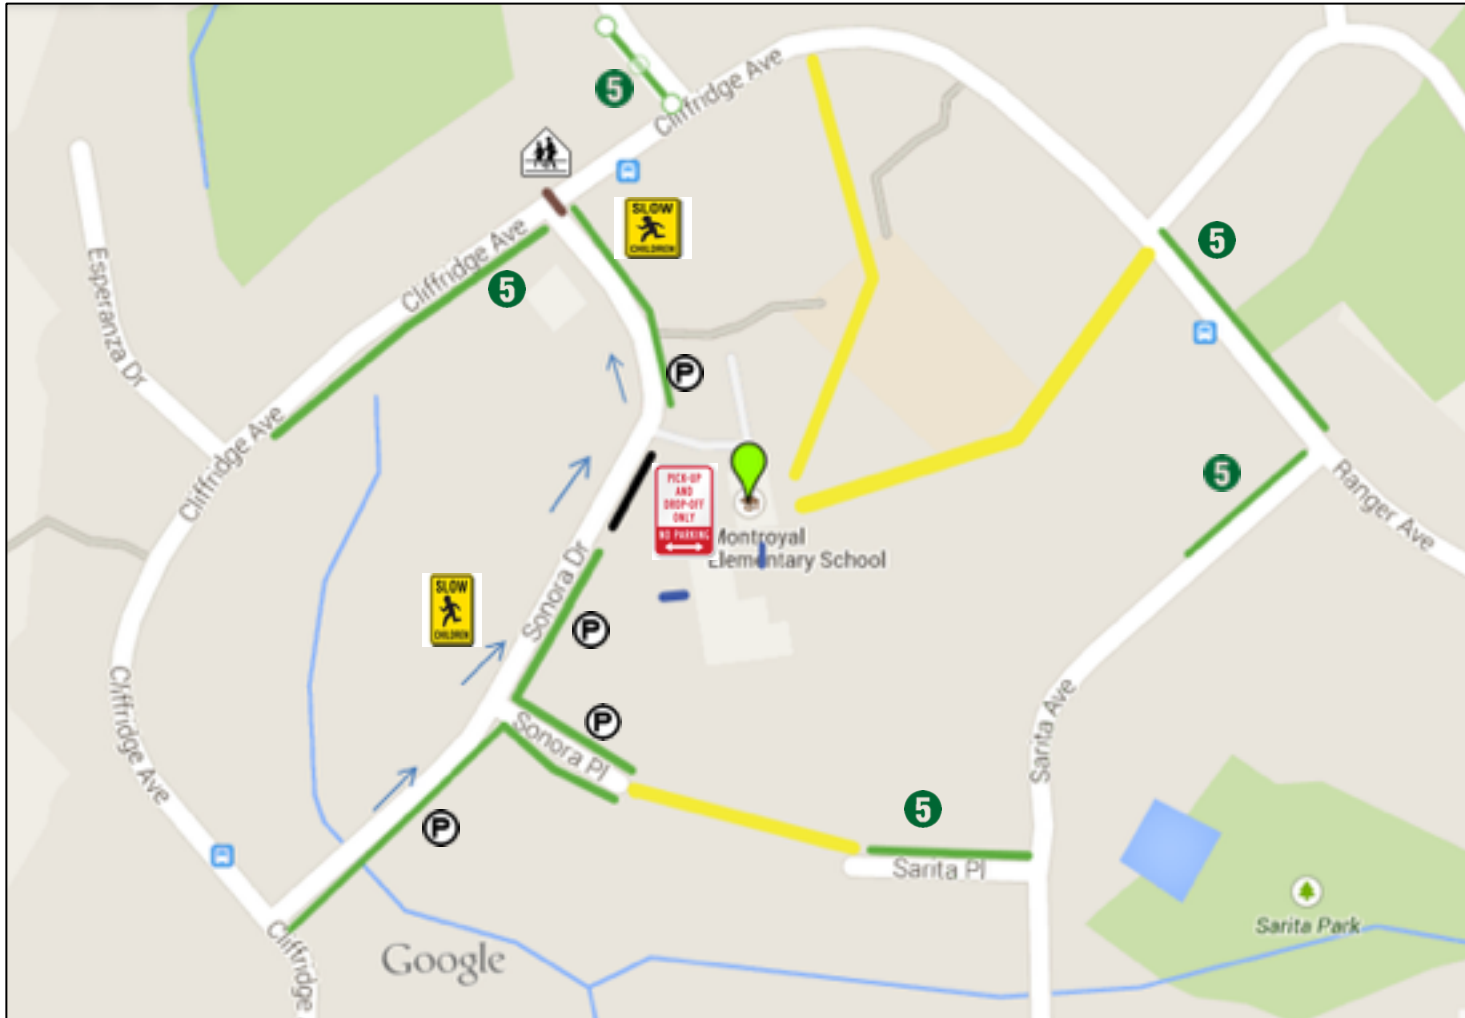 5
Cliffridge Ave
SLOW
CHILDREN
5
Cliffridge Ave
5
Esperanza Dr
P
Cliffridge Ave
5
PICK-UP
AND
DROP-OFF
ONLY
NO PARKING
Ranger Ave
Montroyal
Elementary School
SLOW
CHILDREN
Sonora Dr
P
P
Sonora Pl
Sarita Ave
Cliffridge Ave
5
P
Sarita Pl
Sarita Park
Google
Cliffridge